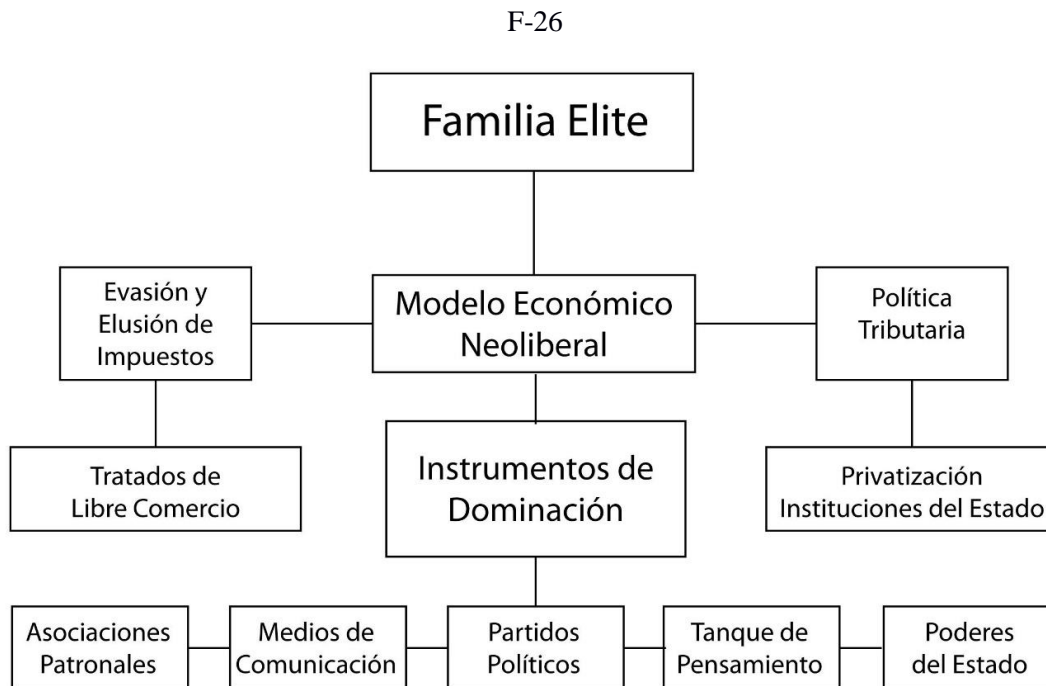 F-26
Familia Elite
Evasión y
Elusión de
Impuestos
Modelo Económico
Neoliberal
Política
Tributaria
Tratados de
Libre Comercio
Instrumentos de
Dominación
Privatización
Instituciones del Estado
Asociaciones
Patronales
Medios de
Comunicación
Partidos
Políticos
Tanque de
Pensamiento
Poderes
del Estado